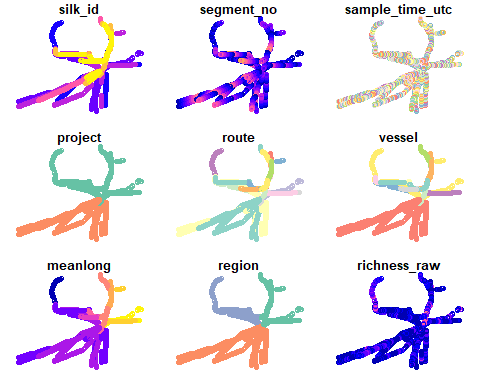 silk_id segment_no sample_time_utc
project route vessel
meanlong region richness_raw